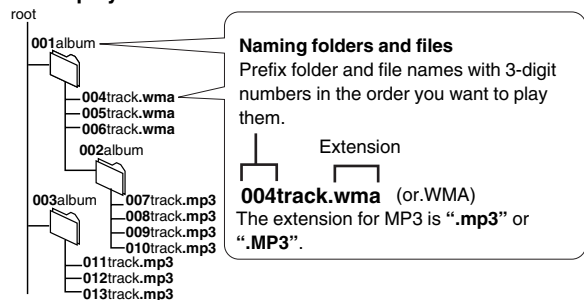 root
001album
004track.wma
005track.wma
006track.wma
002album
007track.mp3
008track.mp3
009track.mp3
010track.mp3
003album
011track.mp3
012track.mp3
013track.mp3
Naming folders and files
Prefix folder and file names with 3-digit
numbers in the order you want to play
them.
Extension
004track.wma (or.WMA)
The extension for MP3 is “.mp3” or
“.MP3”.